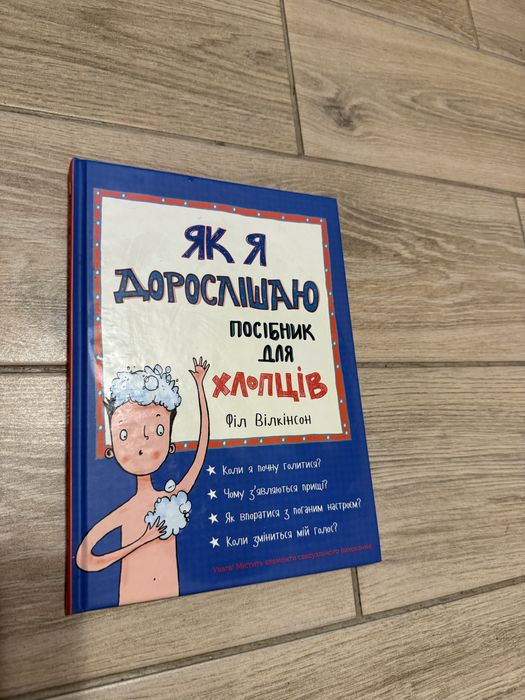 ЯК Я
ДОРОСЛІШАЮ
ПОСІБНИК
ДЛЯ
ХЛОПЦІВ
Філ Вілкінсон
Коли я почну голитися?
Чому з'являються прищі?
Як впоратися з поганим настроєм?
Коли зміниться мій голос?
Увага! Містить елементи сексуального виховання!